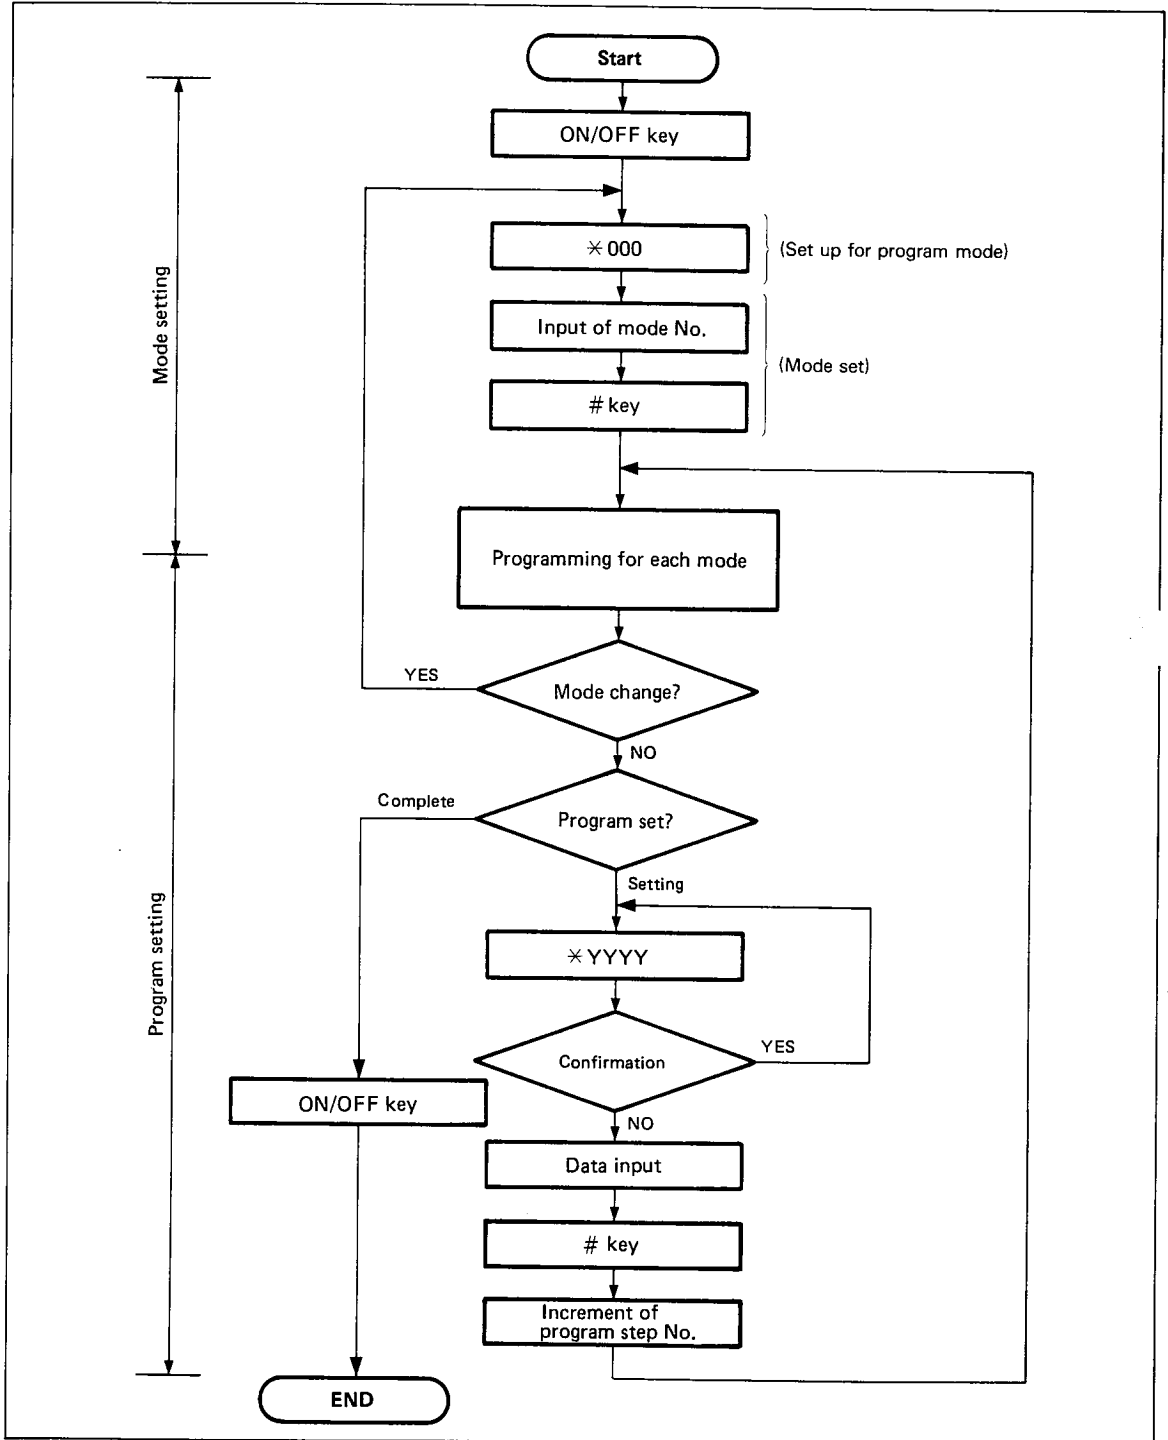 Start
ON/OFF key
*000
(Set up for program mode)
Input of mode No.
(Mode set)
# key
Mode setting
Programming for each mode
YES
Mode change?
NO
Complete
Program set?
Setting
*YYYY
Program setting
Confirmation
YES
ON/OFF key
NO
Data input
# key
Increment of
program step No.
END